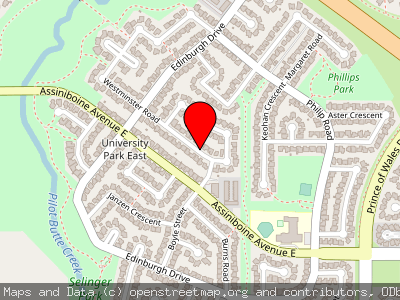 Edinburgh Drive
Margaret Road
Phillips
Park
Westminster Road
Keohan Crescent
Philip Road
Aster Crescent
Assiniboine Avenue E
University
Park East
Prince of Wales D
Pilot Butte Creek
Janzen Crescent
Boyle Street
Assiniboine Avenue E
Burns Road
Edinburgh Drive
Selinger
Maps and Data (c) openstreetmap.org and contributors. ODb